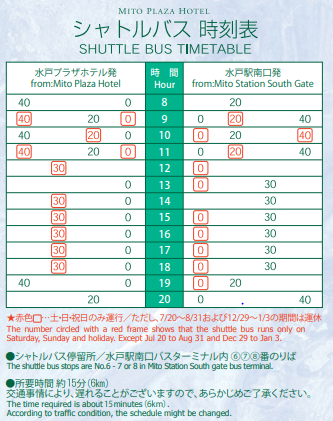 MITO PLAZA HOTEL
シャトルバス 時刻表
SHUTTLE BUS TIMETABLE
水戸プラザホテル発 時 間 水戸駅南口発
from:Mito Plaza Hotel Hour from:Mito Station South Gate
40 0 8 20
40 20 0 9 0 20 40
40 20 0 10 0 20 40
40 20 0 11 0 20 40
30 12 0
0 13 0 30
30 0 14 0 30
30 0 15 0 30
30 0 16 0 30
30 0 17 0 30
30 0 18 0 30
40 0 19 0 20
20 20 0 40
★赤色□…土・日・祝日のみ運行／ただし、7/20〜8/31および12/29〜1/3の期間は運休
The number circled with a red frame shows that the shuttle bus runs only on
Saturday, Sunday and holiday. Except Jul 20 to Aug 31 and Dec 29 to Jan 3.
●シャトルバス停留所／水戸駅南口バスターミナル内 ⑥⑦⑧番のりば
The shuttle bus stops are No.6 - 7 or 8 in Mito Station South gate bus terminal.
●所要時間 約15分(6km)
交通事情により、遅れることがございますので、あらかじめご了承ください。
The time required is about 15 minutes (6km).
According to traffic condition, the schedule might be changed.